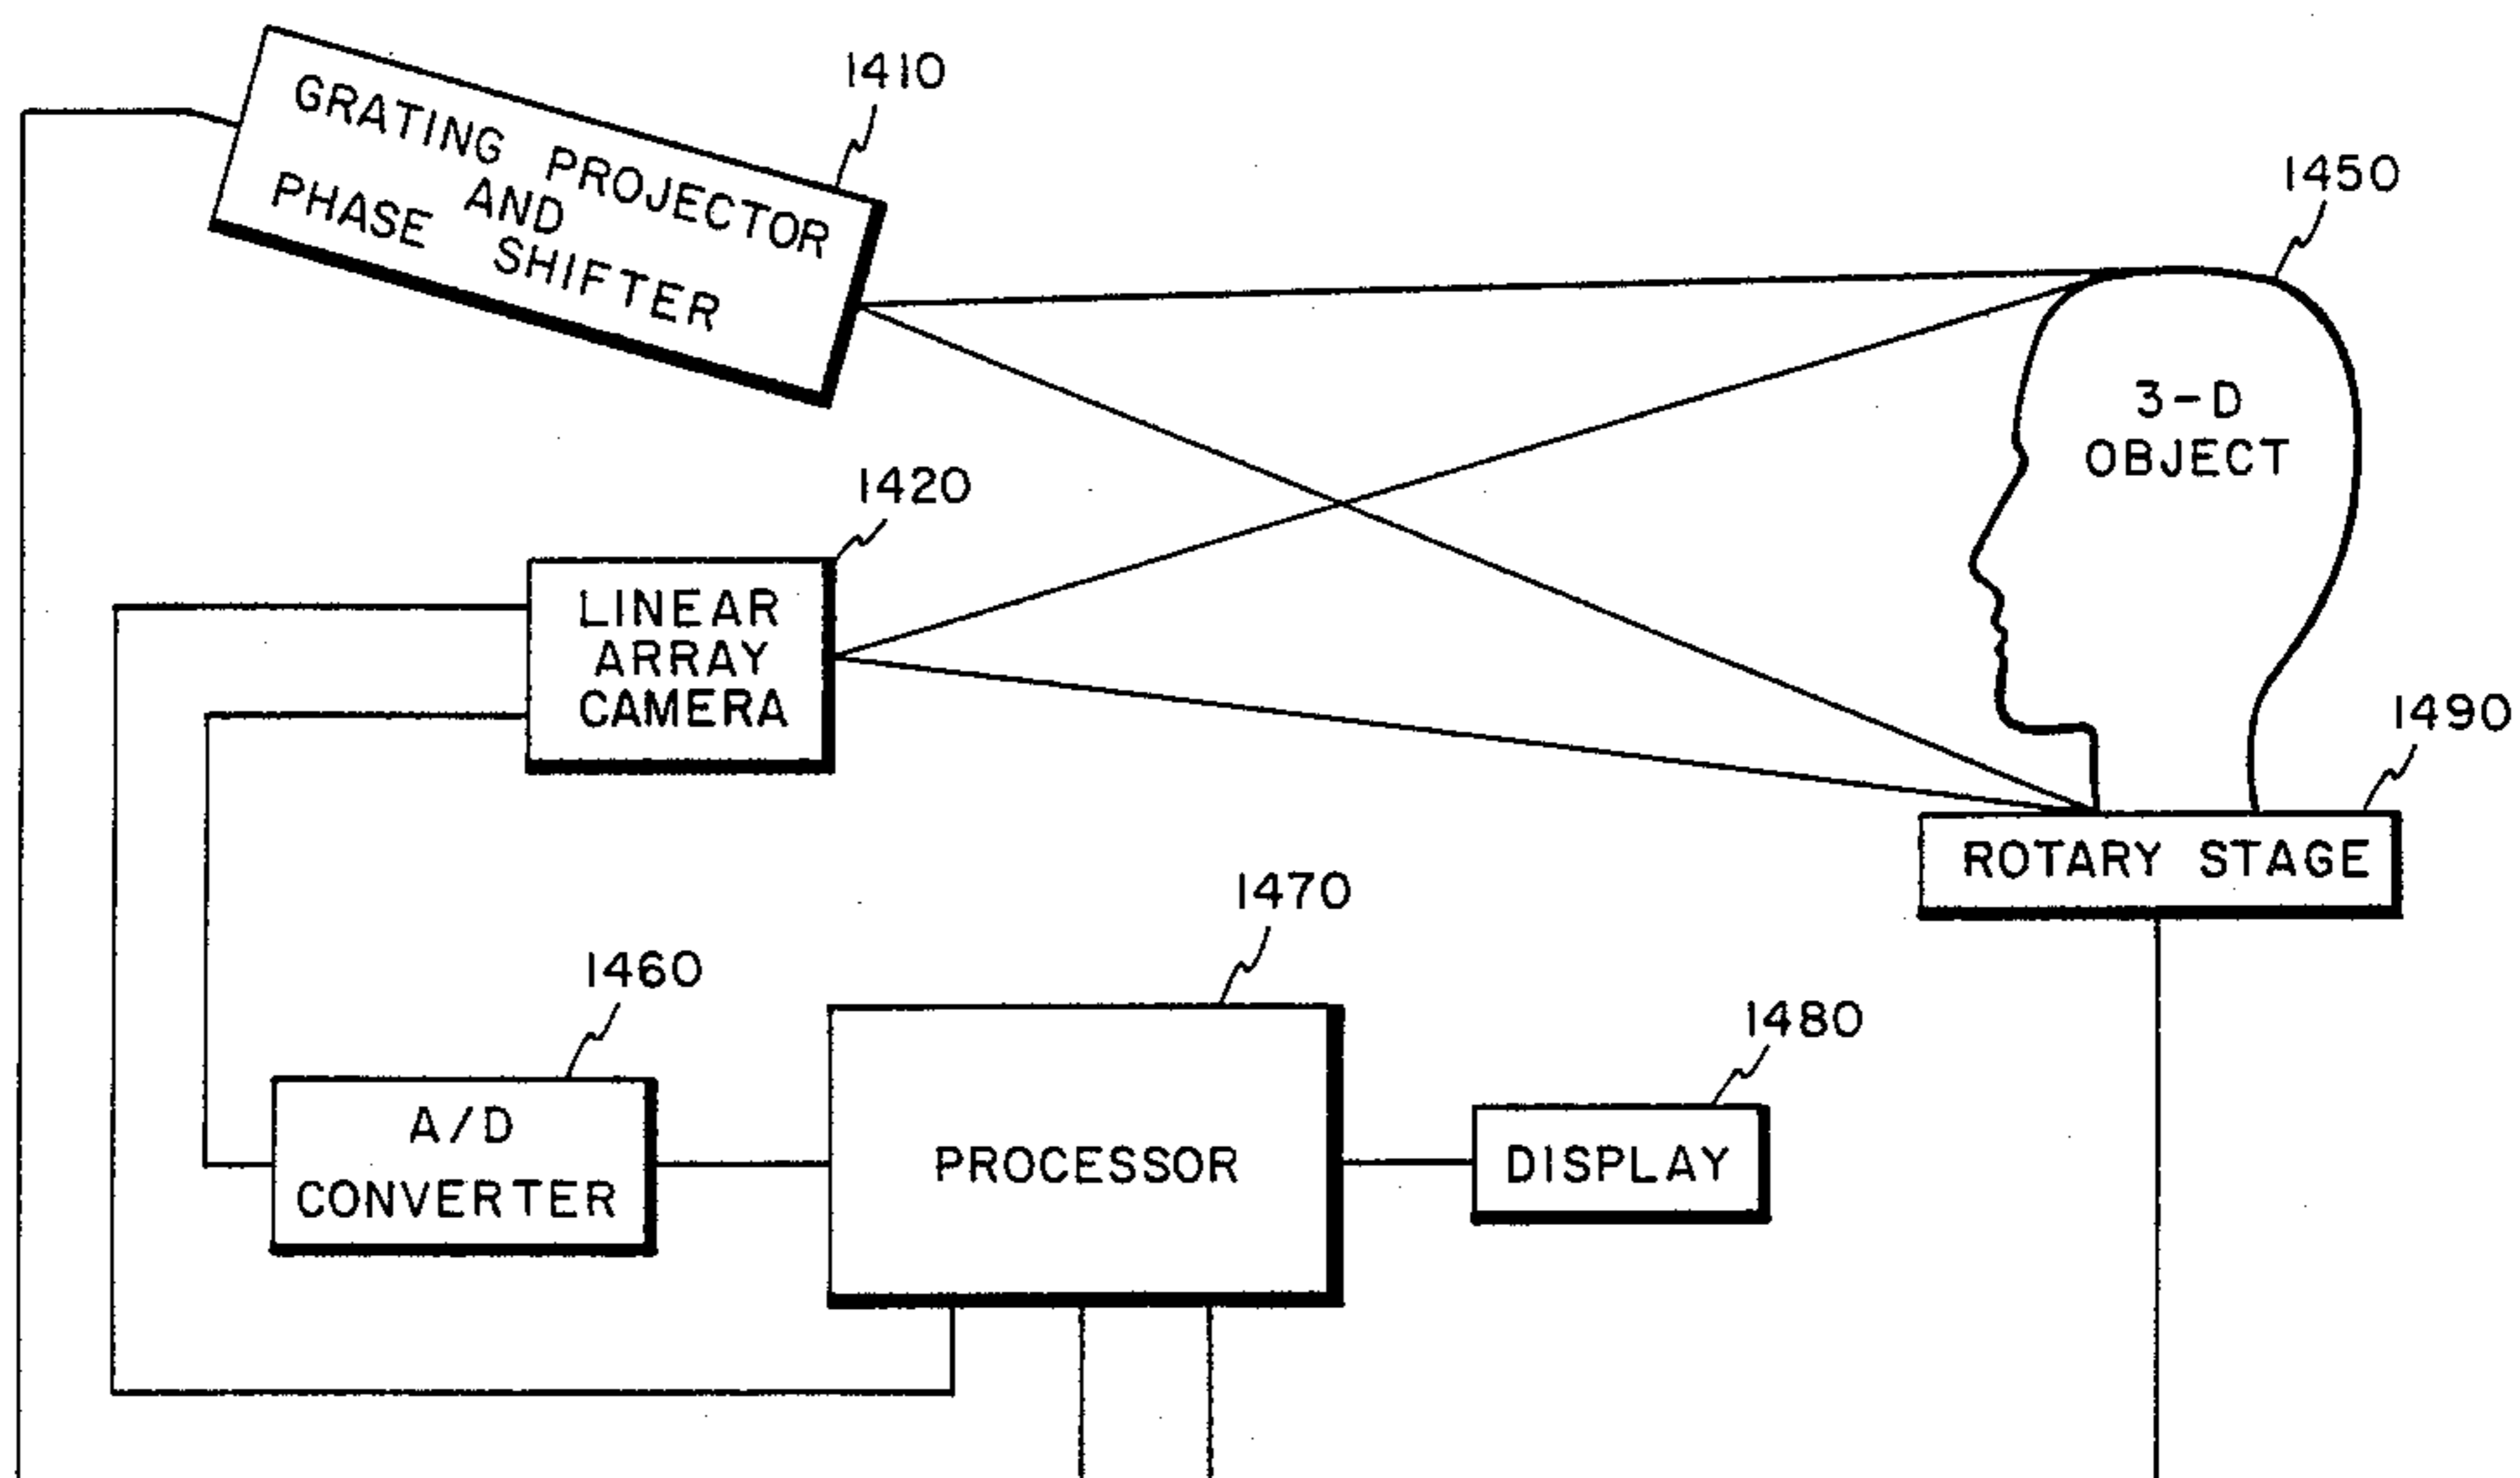 1410
GRATING PROJECTOR
AND
PHASE SHIFTER
1450
3-D
OBJECT
1420
LINEAR
ARRAY
CAMERA
1490
ROTARY STAGE
1470
1460
1480
A/D
CONVERTER
PROCESSOR
DISPLAY